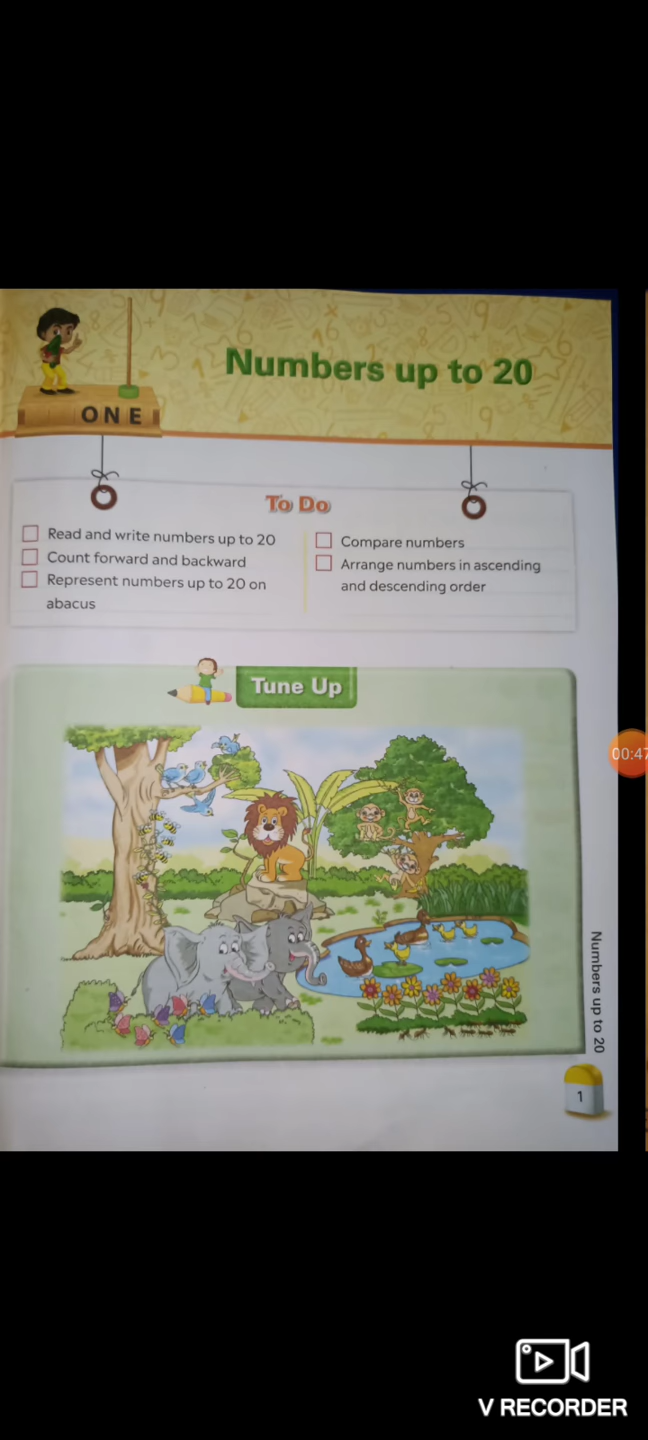 Numbers up to 20
ONE
To Do
Read and write numbers up to 20
Count forward and backward
Represent numbers up to 20 on
abacus
Compare numbers
Arrange numbers in ascending
and descending order
Tune Up
00:47
Numbers up to 20
1
V RECORDER